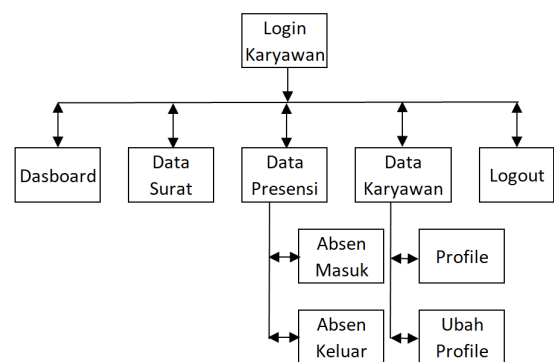 Login
Karyawan
Dasboard
Data
Surat
Data
Presensi
Data
Karyawan
Logout
Absen
Masuk
Profile
Absen
Keluar
Ubah
Profile